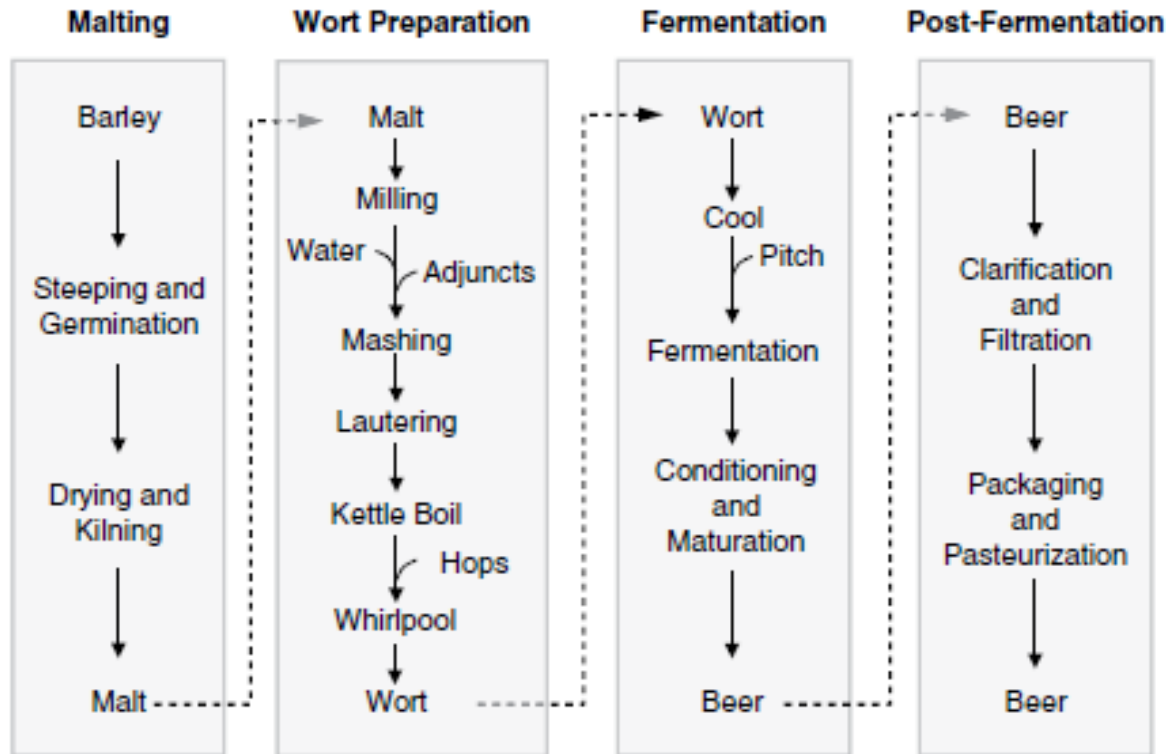 Malting
Barley
Steeping and
Germination
Drying and
Kilning
Malt
Wort Preparation
Malt
Milling
Water
Adjuncts
Mashing
Lautering
Kettle Boil
Hops
Whirlpool
Wort
Fermentation
Wort
Cool
Pitch
Fermentation
Conditioning
and
Maturation
Beer
Post-Fermentation
Beer
Clarification
and
Filtration
Packaging
and
Pasteurization
Beer